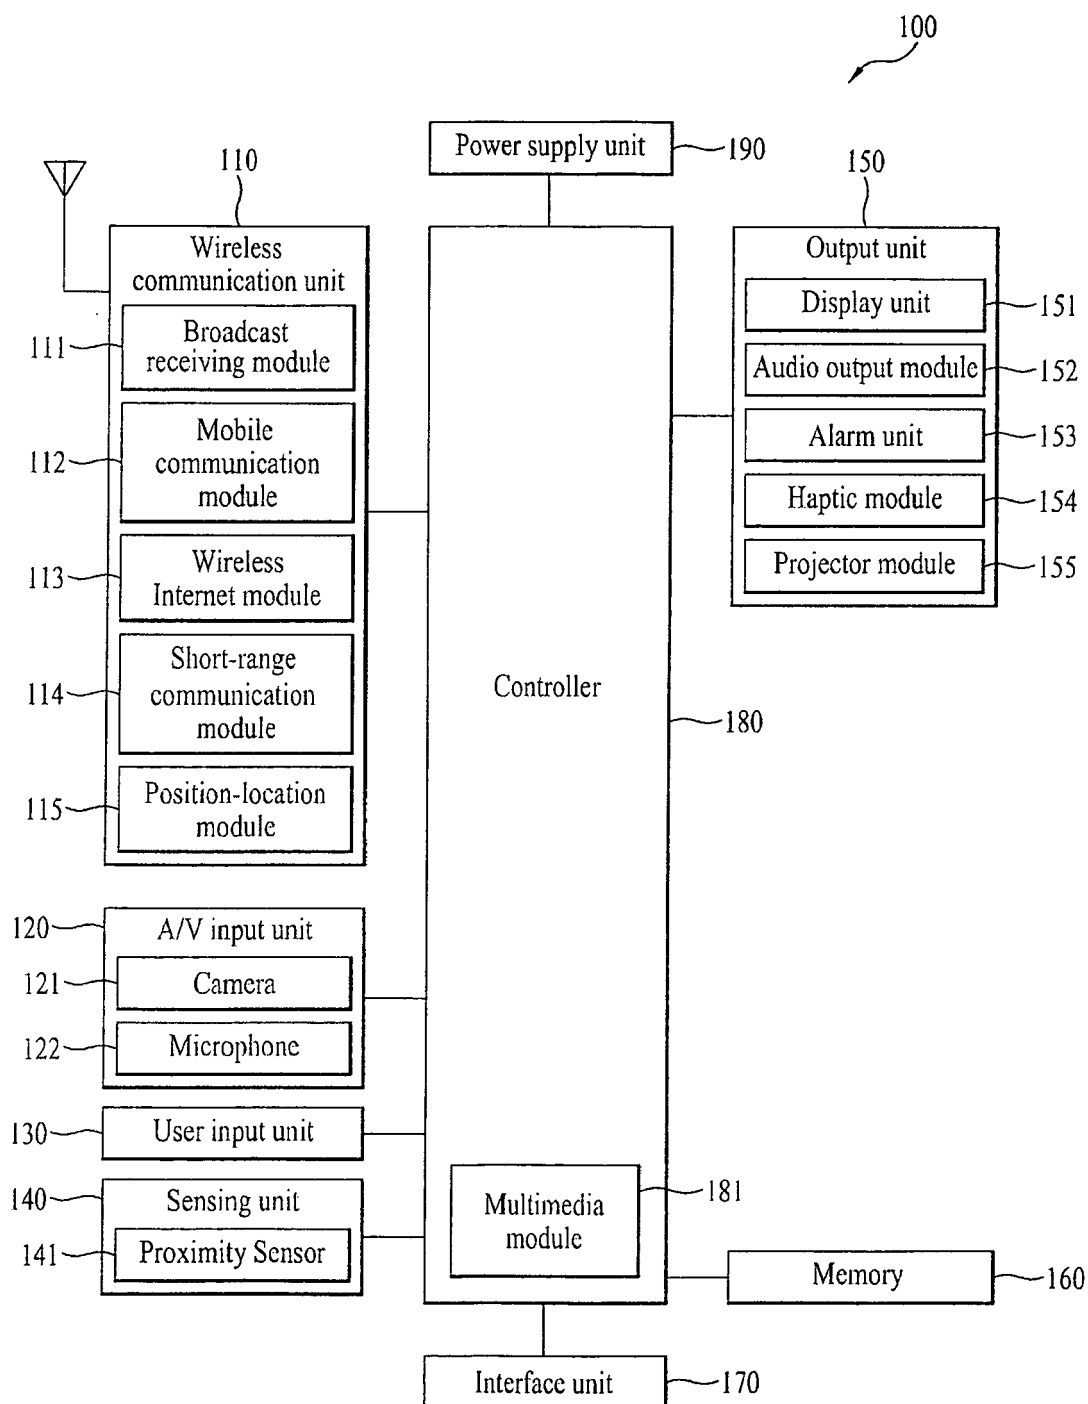 100
Power supply unit
190
110
Wireless
communication unit
111
Broadcast
receiving module
112
Mobile
communication
module
113
Wireless
Internet module
114
Short-range
communication
module
115
Position-location
module
120
A/V input unit
121
Camera
122
Microphone
130
User input unit
140
Sensing unit
141
Proximity Sensor
Controller
180
Multimedia
module
181
150
Output unit
Display unit
151
Audio output module
152
Alarm unit
153
Haptic module
154
Projector module
155
Memory
160
Interface unit
170